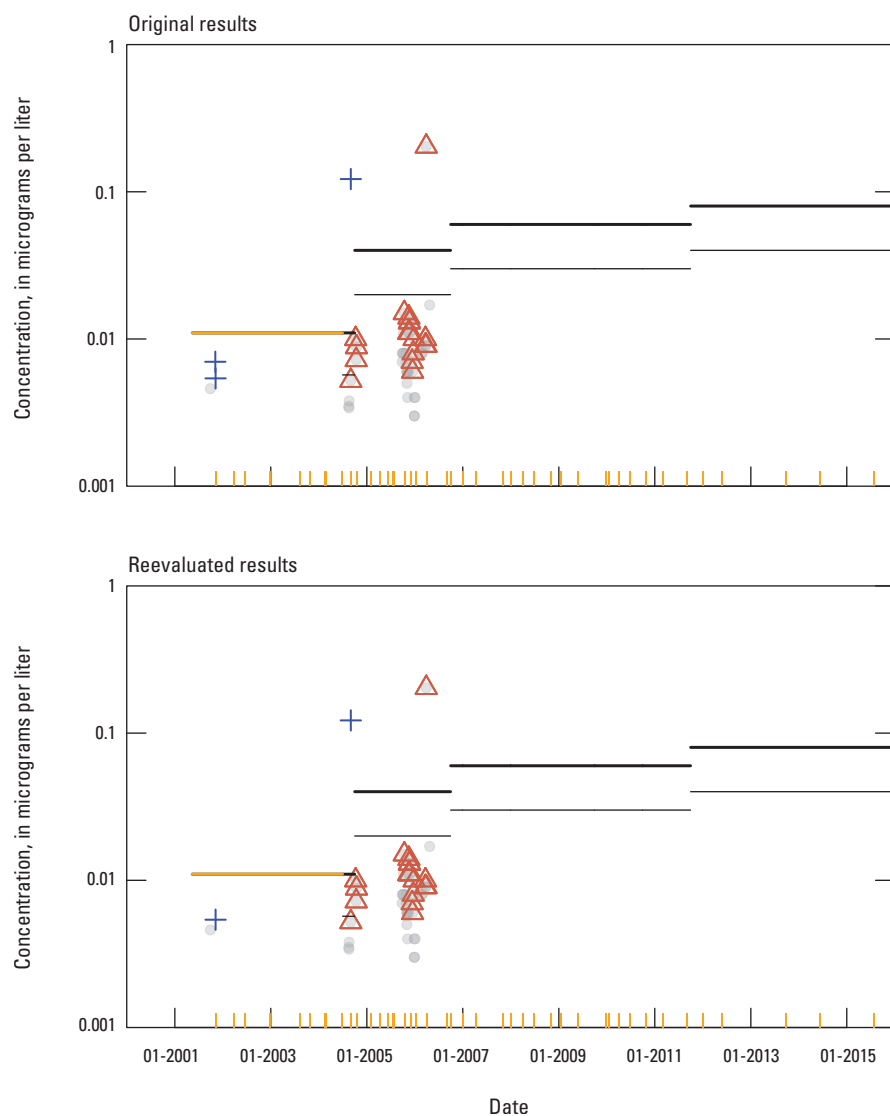 Original results
Concentration, in micrograms per liter
1
0.1
0.01
0.001
Reevaluated results
Concentration, in micrograms per liter
1
0.1
0.01
0.001
01-2001 01-2003 01-2005 01-2007 01-2009 01-2011 01-2013 01-2015
Date